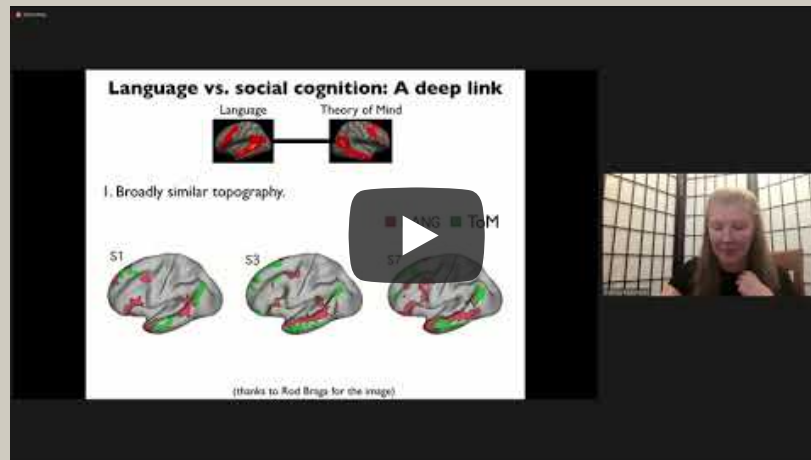 Language vs. social cognition: A deep link
Language
Theory of Mind
1. Broadly similar topography.
ToM
S1
S3
(thanks to Rod Braga for the image)